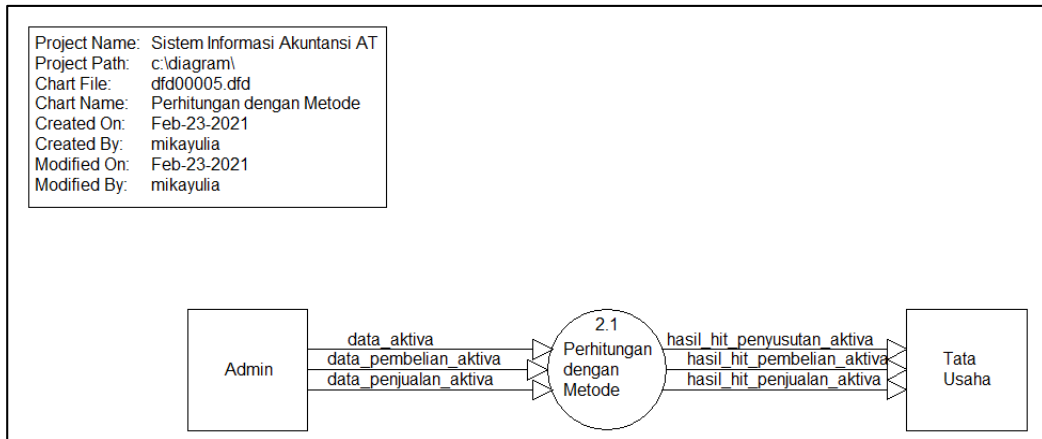 Project Name: Sistem Informasi Akuntansi AT
Project Path: c:\diagram\
Chart File: dfd00005.dfd
Chart Name: Perhitungan dengan Metode
Created On: Feb-23-2021
Created By: mikayulia
Modified On: Feb-23-2021
Modified By: mikayulia
Admin
data_aktiva
data_pembelian_aktiva
data_penjualan_aktiva
2.1
Perhitungan
dengan
Metode
hasil_hit_penyusutan_aktiva
hasil_hit_pembelian_aktiva
hasil_hit_penjualan_aktiva
Tata
Usaha